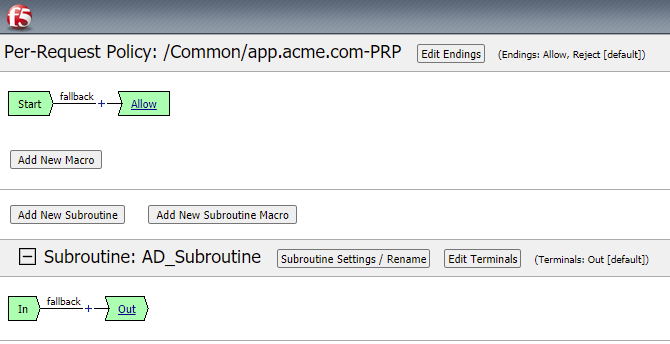 f5
Per-Request Policy: /Common/app.acme.com-PRP Edit Endings (Endings: Allow, Reject [default])
Start fallback + Allow
Add New Macro
Add New Subroutine Add New Subroutine Macro
Subroutine: AD_Subroutine Subroutine Settings / Rename Edit Terminals (Terminals: Out [default])
In fallback + Out